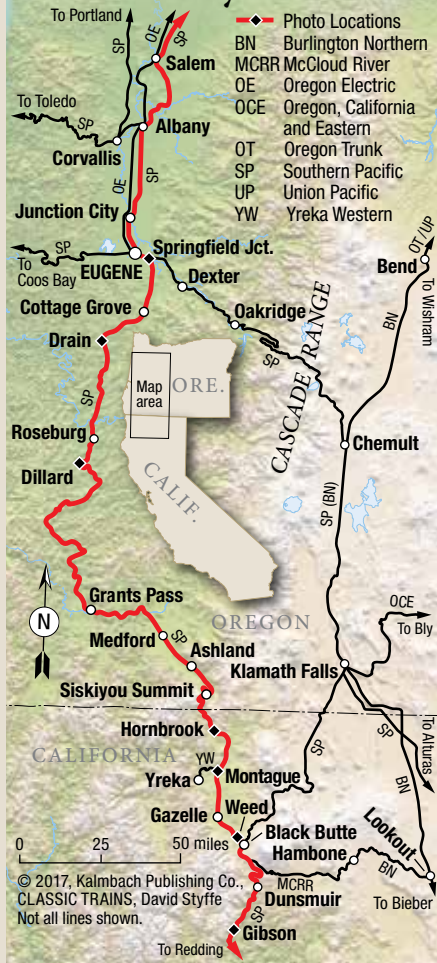 To Portland
SP
OE
SP
Salem
Photo Locations
BN Burlington Northern
MCRR McCloud River
OE Oregon Electric
OCE Oregon, California
and Eastern
OT Oregon Trunk
SP Southern Pacific
UP Union Pacific
YW Yreka Western
To Toledo
SP
Albany
Corvallis
OE
SP
Junction City
SP
To
Coos Bay
EUGENE
Springfield Jct.
Dexter
OT/UP
Bend
To Wisham
Cottage Grove
Oakridge
SP
CASCADE RANGE
BN
Drain
Map
area
ORE.
SP
Roseburg
Dillard
CALIF.
Chemult
SP (BN)
N
Grants Pass
OREGON
OCE
To Bly
Medford
SP
Ashland
Klamath Falls
Siskiyou Summit
Hornbrook
CALIFORNIA
YW
Yreka
Montague
SP
SP
To Alturas
BN
Gazelle
Weed
Black Butte
Lookout
Hambone
0 25 50 miles
MCRR
BN
Dunsmuir
To Bieber
© 2017, Kalmbach Publishing Co.,
CLASSIC TRAINS, David Styffe
Not all lines shown.
SP
Gibson
To Redding